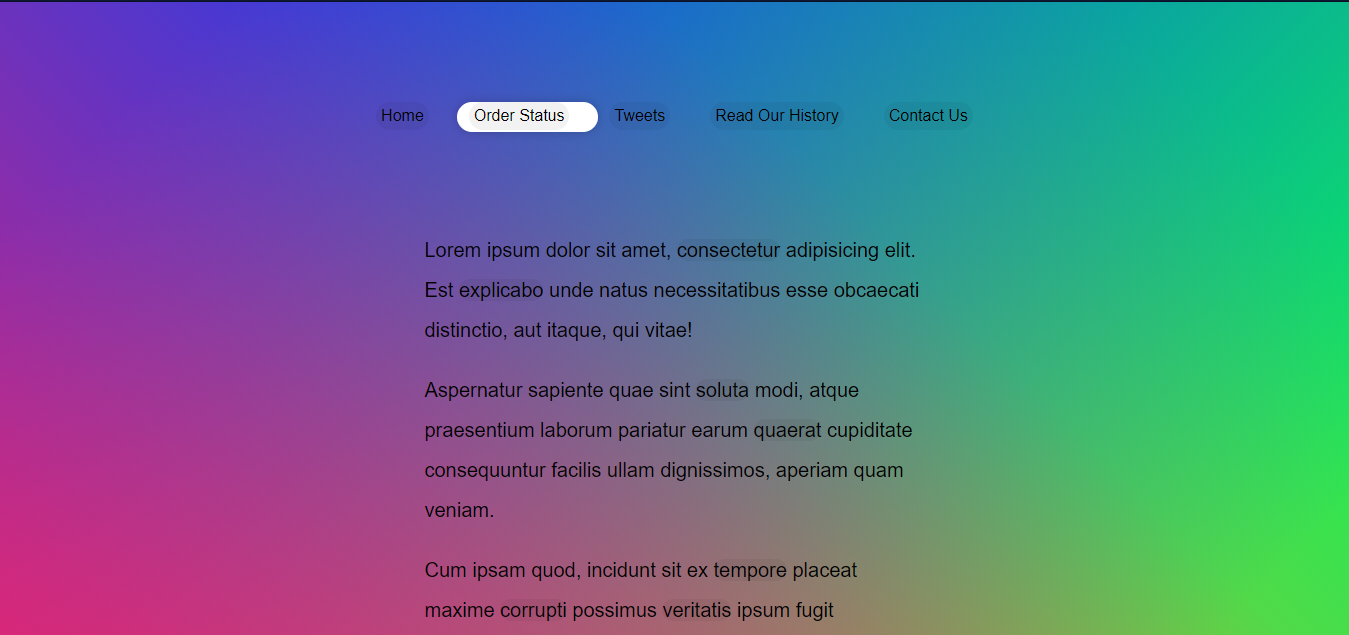 Home Order Status Tweets Read Our History Contact Us
Lorem ipsum dolor sit amet, consectetur adipisicing elit.
Est explicabo unde natus necessitatibus esse obcaecati
distinctio, aut itaque, qui vitae!
Aspernatur sapiente quae sint soluta modi, atque
praesentium laborum pariatur earum quaerat cupiditate
consequuntur facilis ullam dignissimos, aperiam quam
veniam.
Cum ipsam quod, incidunt sit ex tempore placeat
maxime corrupti possimus veritatis ipsum fugit